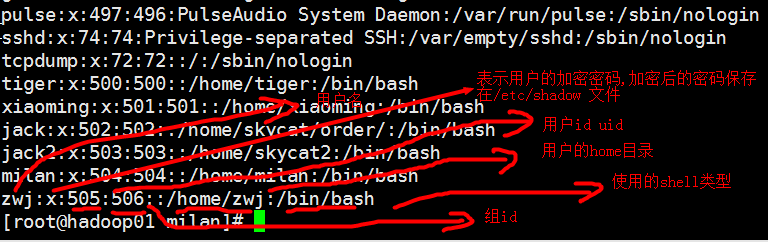 pulse:x:497:496:PulseAudio System Daemon:/var/run/pulse:/sbin/nologin
sshd:x:74:74:Privilege-separated SSH:/var/empty/sshd:/sbin/nologin
tcpdump:x:72:72::/:/sbin/nologin
tiger:x:500:500::/home/tiger:/bin/bash
表示用户的加密密码,加密后的密码保存
在/etc/shadow 文件
用户名
xiaoming:x:501:501::/home/xiaoming:/bin/bash
jack:x:502:502::/home/skycat/order/:/bin/bash
用户id uid
jack2:x:503:503::/home/skycat2:/bin/bash
用户的home目录
milan:x:504:504::/home/milan:/bin/bash
使用的shell类型
zwj:x:505:506::/home/zwj:/bin/bash
[root@hadoop01 milan]#
组id